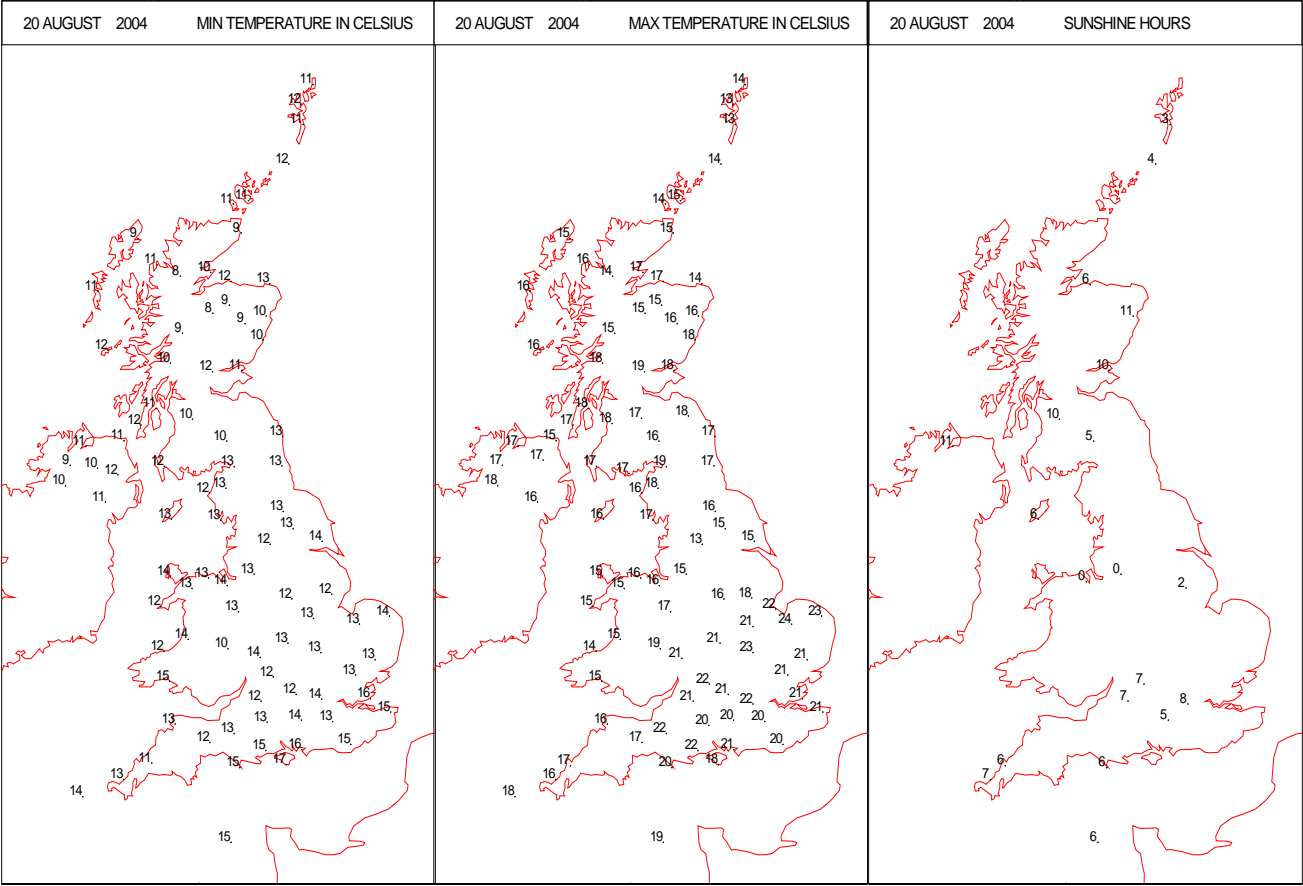 20 AUGUST 2004 MIN TEMPERATURE IN CELSIUS
11.
12.
11.
12.
11. 11.
9. 9.
11. 8. 10. 12. 13.
11. 8. 9. 9. 10.
9. 10.
12. 10. 12. 11.
11.
12. 10.
11. 11. 10. 13.
9. 10. 12. 12. 13. 13.
10. 11. 12. 13.
13. 13. 13.
13. 12. 14.
14. 13. 14. 13.
13. 12. 12.
12. 13. 13. 13. 14.
12. 14. 10. 14. 13. 13. 13.
15. 12. 13.
12. 12. 14. 16. 15.
13. 12. 13. 13. 14. 13.
11. 15. 15. 16. 17. 15.
13.
14.
15.
20 AUGUST 2004 MAX TEMPERATURE IN CELSIUS
14.
13.
13.
14.
14. 15.
15. 15.
16. 14. 17. 17. 14.
16. 15. 15. 16. 16.
15. 18.
16. 18. 19. 18.
18.
17. 18. 17. 18.
17. 15. 16. 17.
17. 17. 17. 17. 19. 17.
18. 16. 16. 18.
16. 17. 16.
15. 13. 15.
15. 15. 16. 16. 15.
15. 17. 16. 18. 22. 23.
21. 24.
14. 15. 19. 21. 21. 23. 21.
15. 22. 21.
21. 21. 22. 21. 21.
16. 17. 22. 20. 20. 20.
17. 20. 22. 21. 18. 20.
16.
18.
19.
20 AUGUST 2004 SUNSHINE HOURS
3.
4.
6.
11.
10.
10.
11. 5.
6.
0. 0. 2.
7.
7. 8.
5.
6. 6.
7.
6.